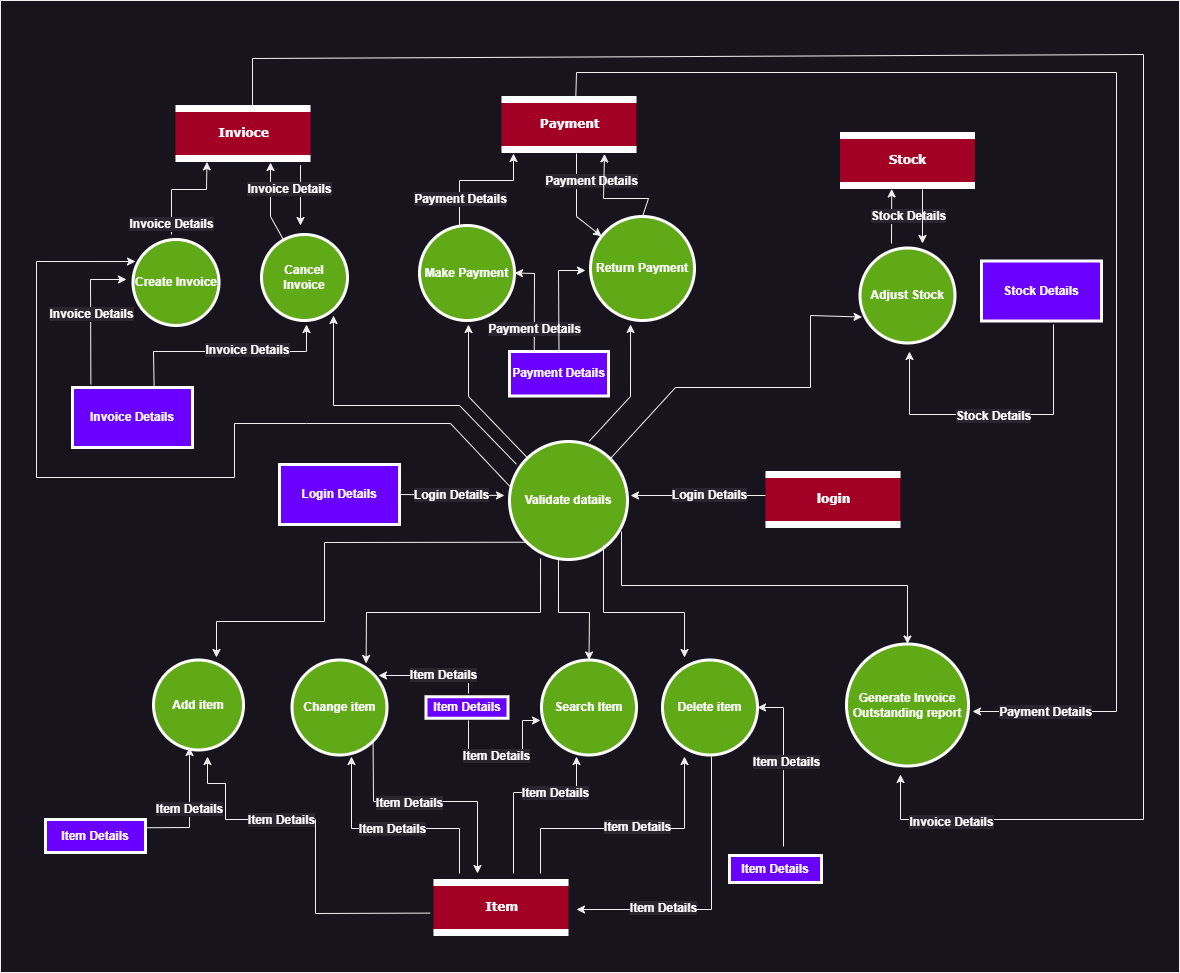 Invioce
Payment
Stock
Payment Details
Invoice Details
Payment Details
Stock Details
Invoice Details
Cancel
Invoice
Create Invoice
Make Payment
Return Payment
Adjust Stock
Stock Details
Invoice Details
Payment Details
Invoice Details
Payment Details
Invoice Details
Stock Details
Login Details
Login Details
Validate datails
Login Details
login
Item Details
Add item
Change item
Item Details
Search Item
Delete item
Generate Invoice
Outstanding report
Payment Details
Item Details
Item Details
Item Details
Item Details
Item Details
Item Details
Item Details
Item Details
Item Details
Invoice Details
Item Details
Item Details
Item
Item Details